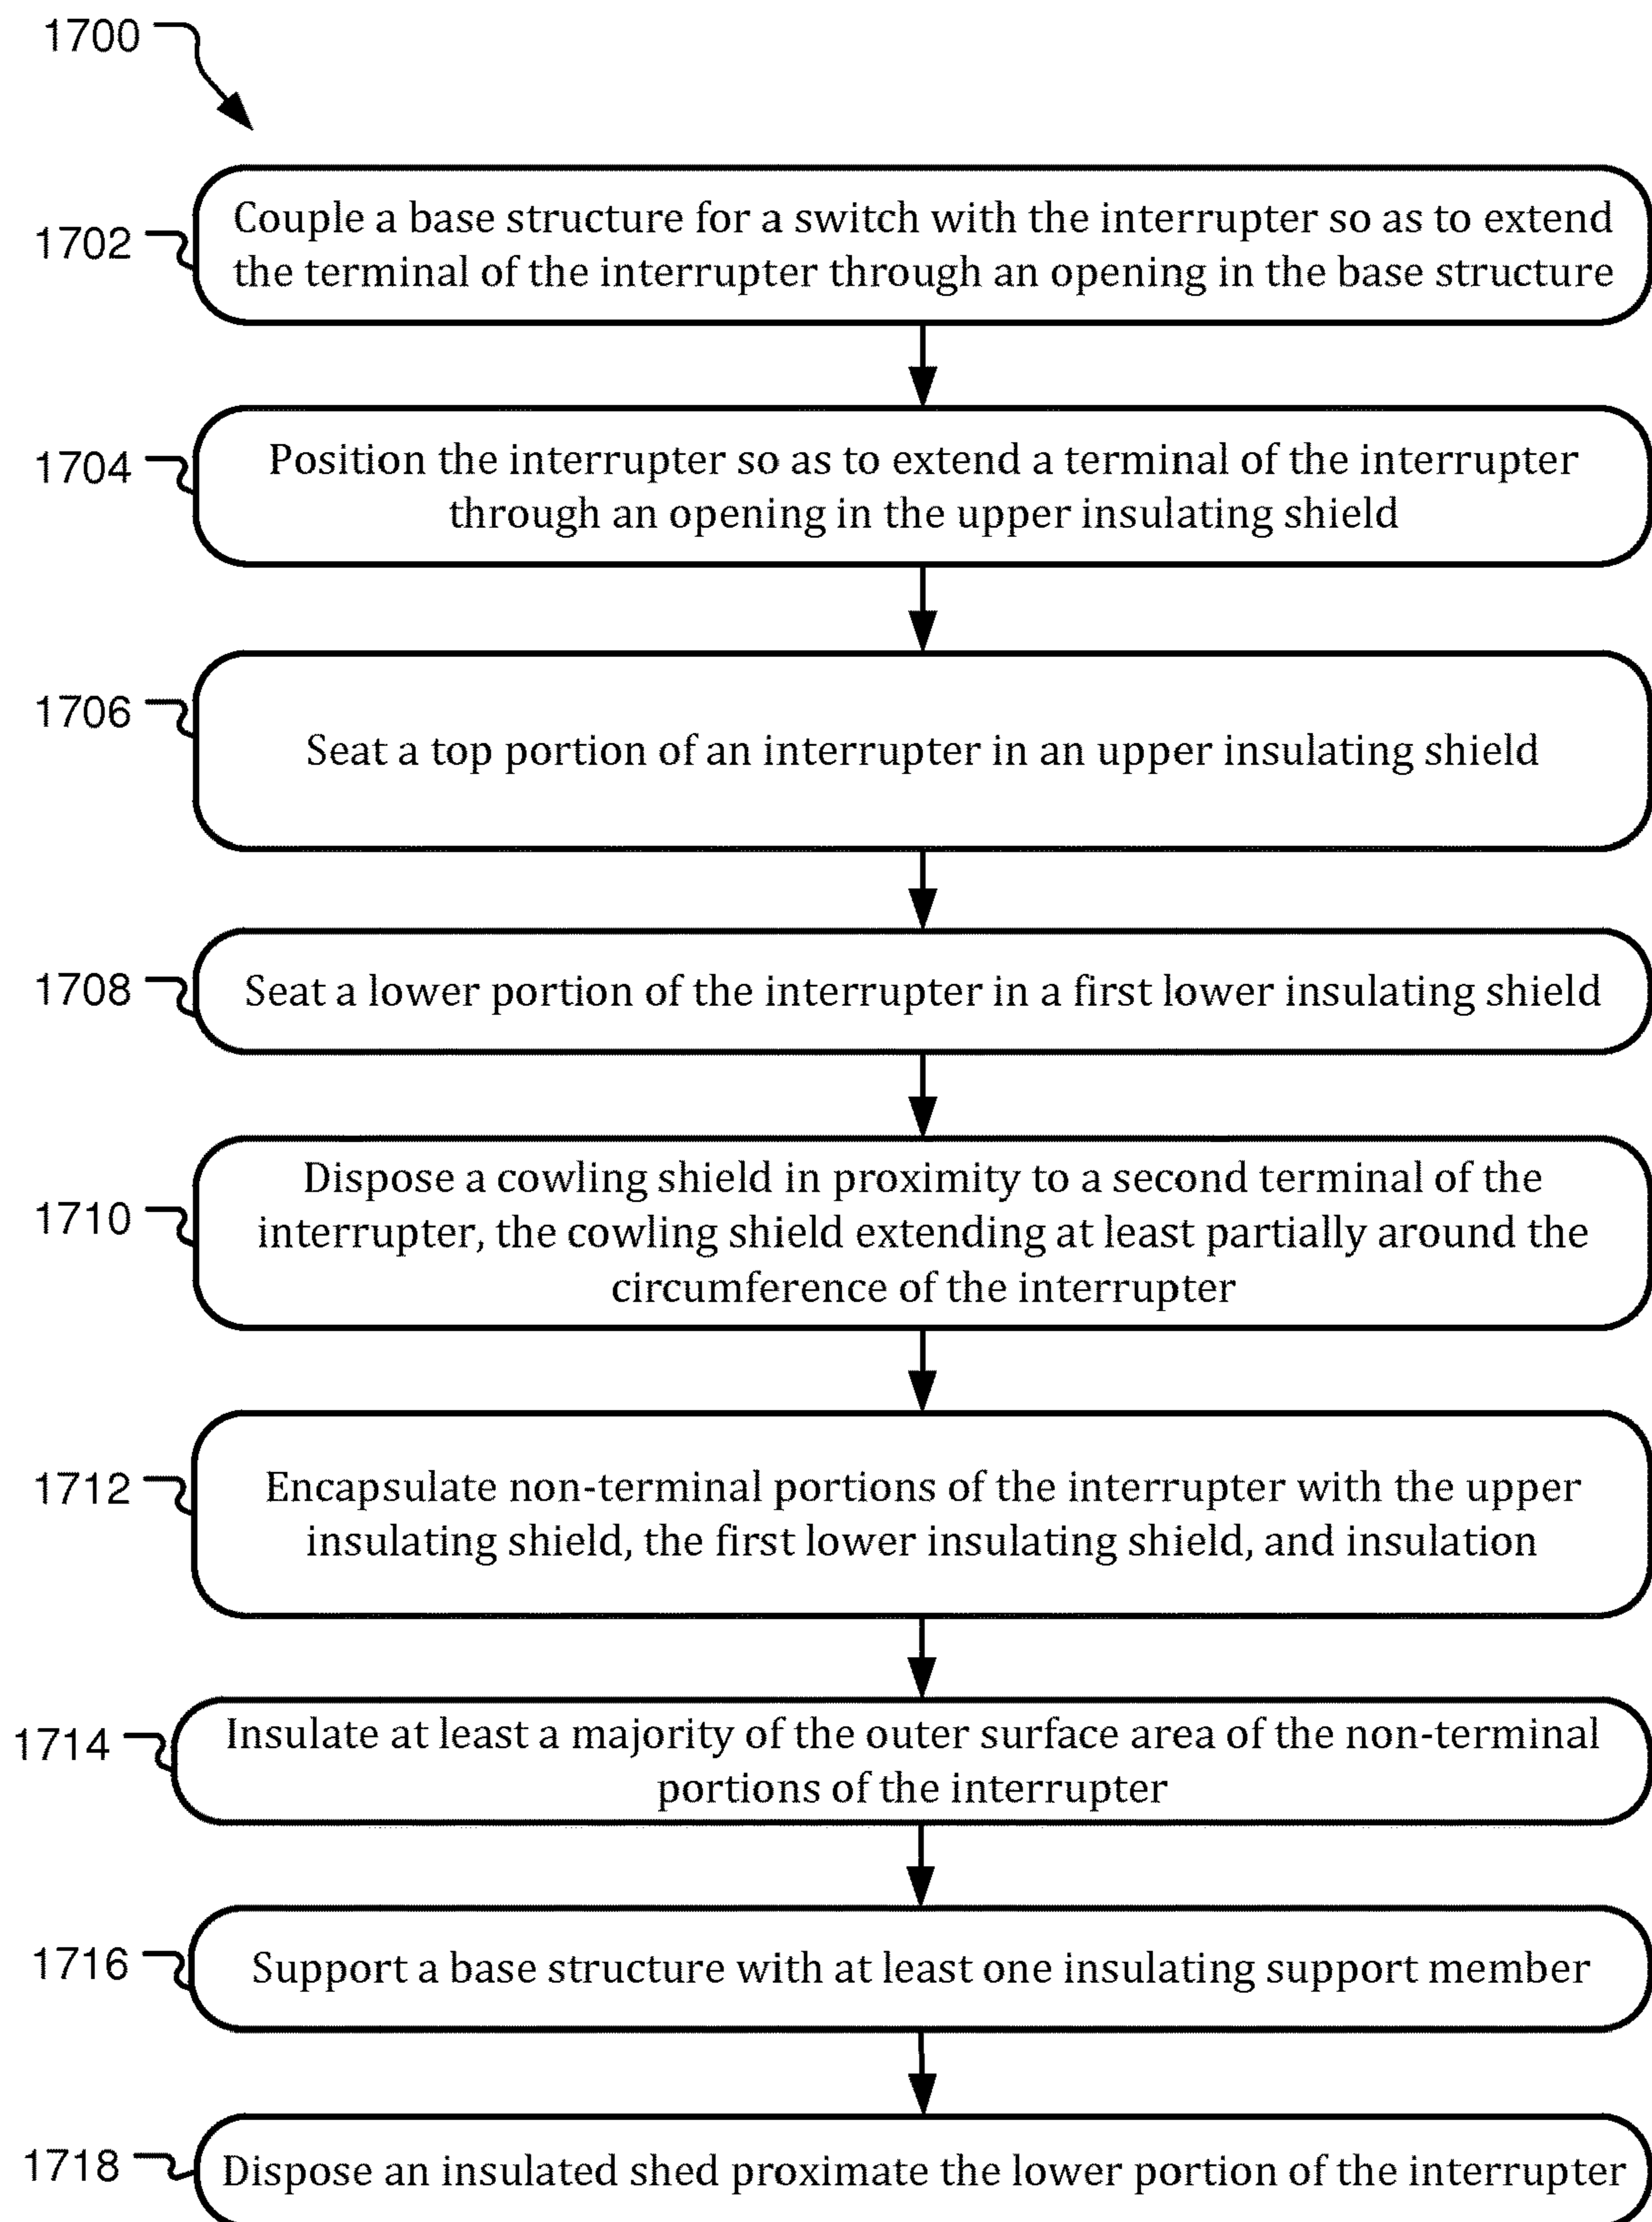 1700
1702
Couple a base structure for a switch with the interrupter so as to extend
the terminal of the interrupter through an opening in the base structure
1704
Position the interrupter so as to extend a terminal of the interrupter
through an opening in the upper insulating shield
1706
Seat a top portion of an interrupter in an upper insulating shield
1708
Seat a lower portion of the interrupter in a first lower insulating shield
1710
Dispose a cowling shield in proximity to a second terminal of the
interrupter, the cowling shield extending at least partially around the
circumference of the interrupter
1712
Encapsulate non-terminal portions of the interrupter with the upper
insulating shield, the first lower insulating shield, and insulation
1714
Insulate at least a majority of the outer surface area of the non-terminal
portions of the interrupter
1716
Support a base structure with at least one insulating support member
1718
Dispose an insulated shed proximate the lower portion of the interrupter